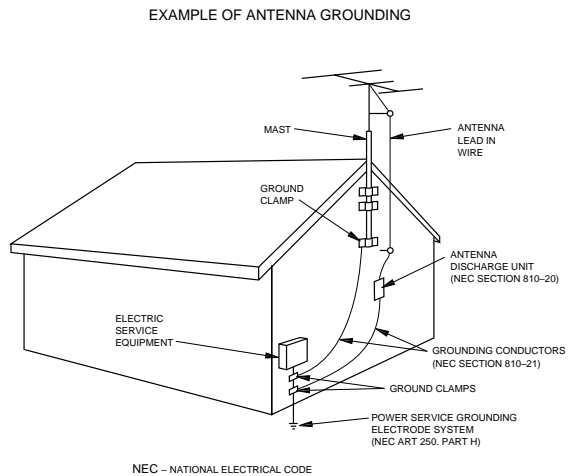 EXAMPLE OF ANTENNA GROUNDING
MAST
ANTENNA
LEAD IN
WIRE
GROUND
CLAMP
ANTENNA
DISCHARGE UNIT
(NEC SECTION 810–20)
ELECTRIC
SERVICE
EQUIPMENT
GROUNDING CONDUCTORS
(NEC SECTION 810–21)
GROUND CLAMPS
POWER SERVICE GROUNDING
ELECTRODE SYSTEM
(NEC ART 250. PART H)
NEC – NATIONAL ELECTRICAL CODE